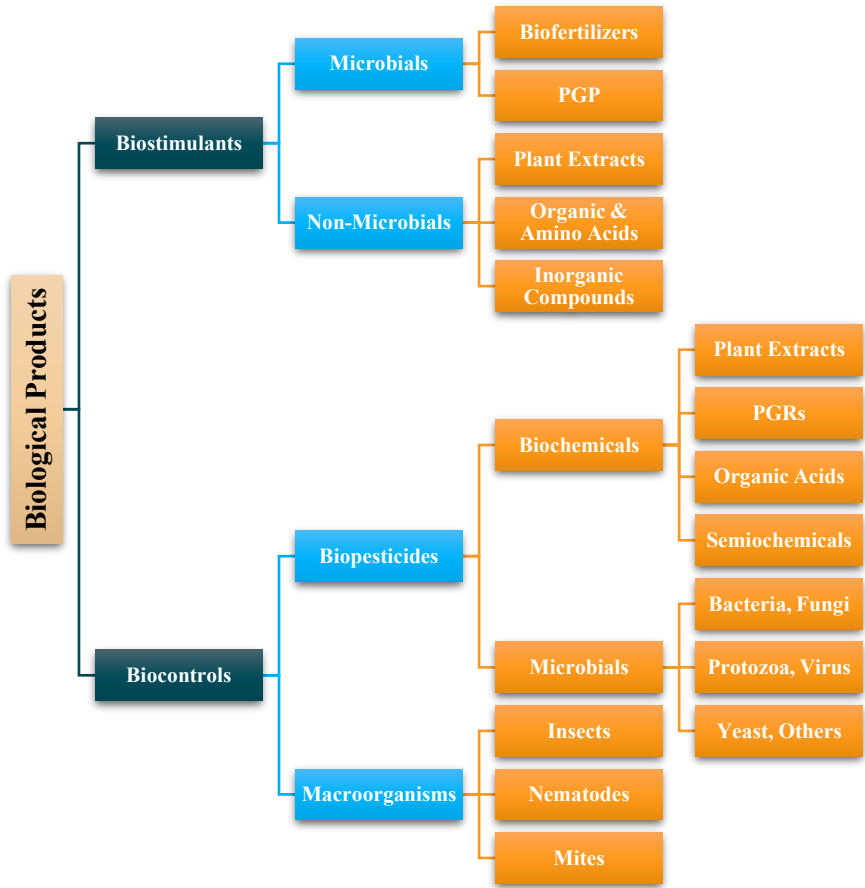 Biological Products
Biostimulants
Microbials
Biofertilizers
PGP
Non-Microbials
Plant Extracts
Organic &
Amino Acids
Inorganic
Compounds
Biocontrols
Biopesticides
Biochemicals
Plant Extracts
PGRs
Organic Acids
Semiochemicals
Microbials
Bacteria, Fungi
Protozoa, Virus
Yeast, Others
Macroorganisms
Insects
Nematodes
Mites